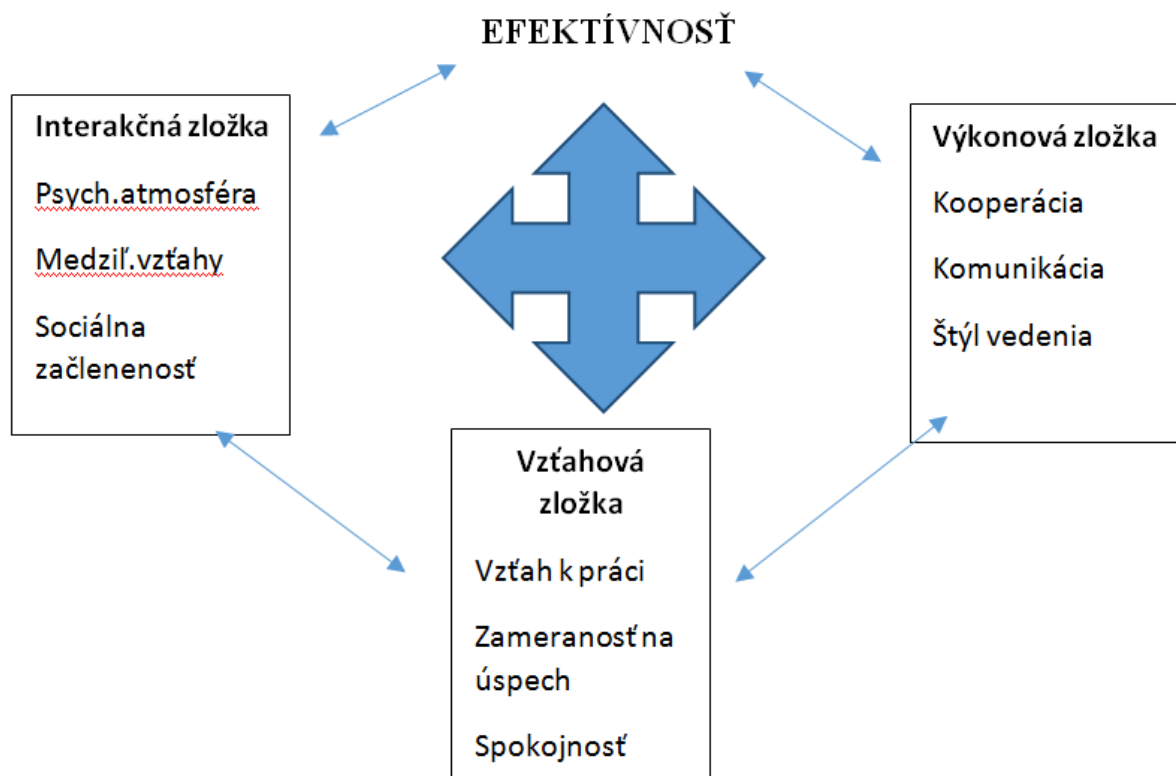 EFEKTÍVNOSŤ
Interakčná zložka
Psych.atmosféra
Medziľ.vzťahy
Sociálna
začlenenosť
Výkonová zložka
Kooperácia
Komunikácia
Štýl vedenia
Vzťahová
zložka
Vzťah k práci
Zameranosť na
úspech
Spokojnosť